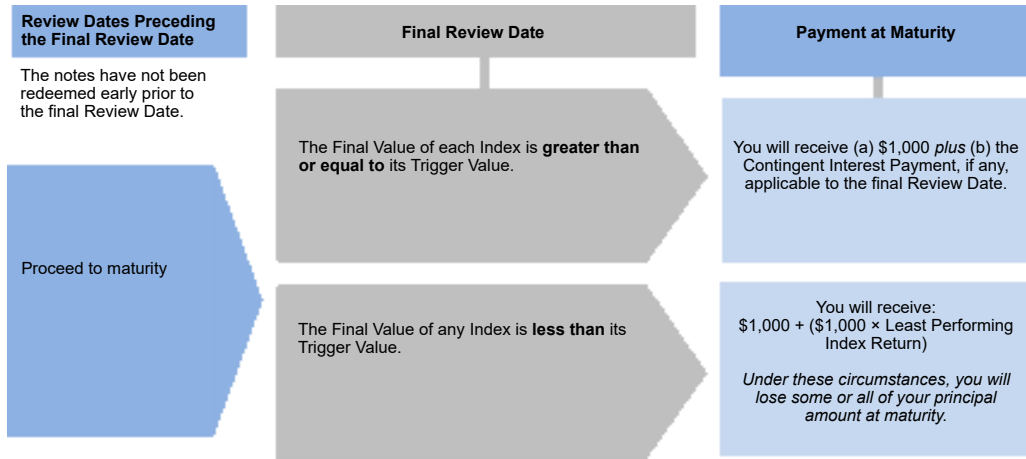 Review Dates Preceding
the Final Review Date
Final Review Date
Payment at Maturity
The notes have not been
redeemed early prior to
the final Review Date.
Proceed to maturity
The Final Value of each Index is greater than
or equal to its Trigger Value.
You will receive (a) $1,000 plus (b) the
Contingent Interest Payment, if any,
applicable to the final Review Date.
The Final Value of any Index is less than its
Trigger Value.
You will receive:
$1,000 + ($1,000 × Least Performing
Index Return)
Under these circumstances, you will
lose some or all of your principal
amount at maturity.